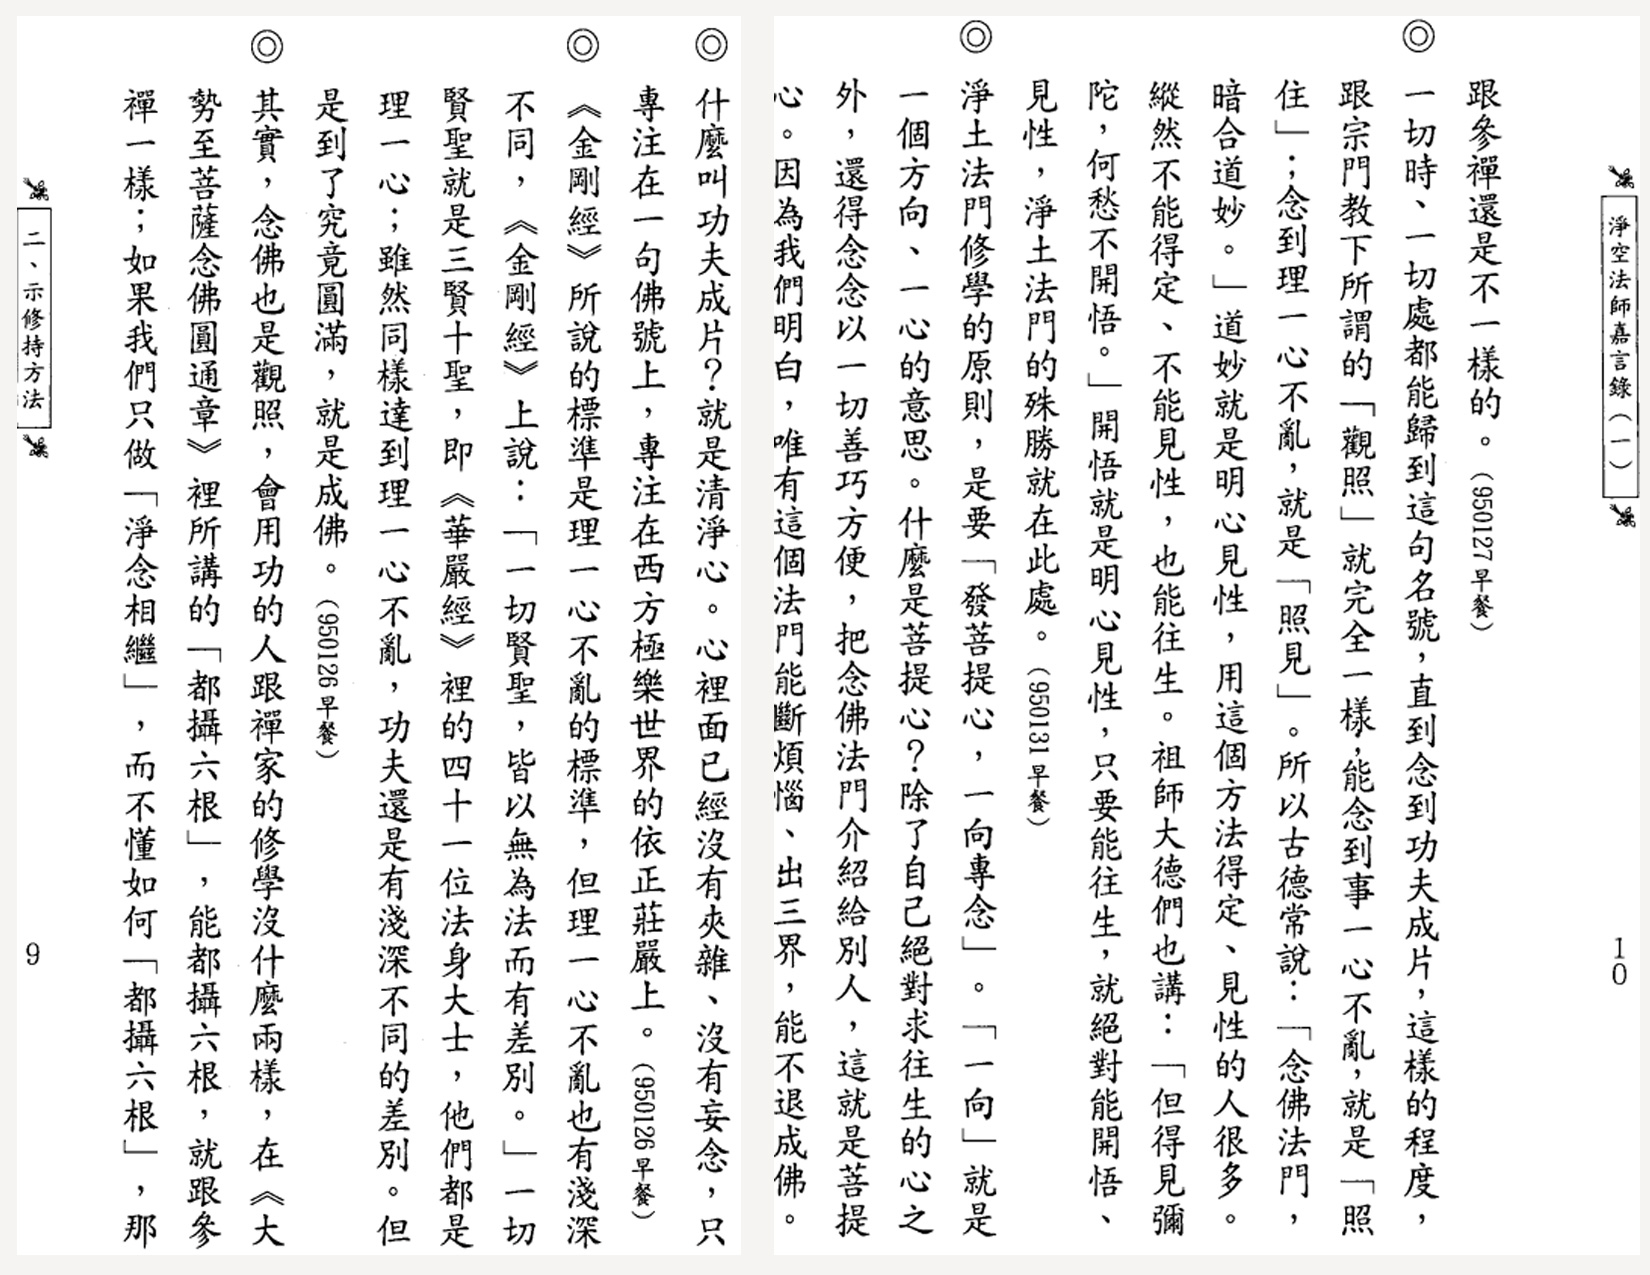 二、示修持方法
◎什麼叫功夫成片？就是清淨心。心裡面已經沒有夾雜、沒有妄念，只
專注在一句佛號上，專注在西方極樂世界的依正莊嚴上。（950126早餐）
◎《金剛經》所說的標準是理一心不亂的標準，但理一心不亂也有淺深
不同，《金剛經》上說：「一切賢聖，皆以無為法而有差別。」一切
賢聖就是三賢十聖，即《華嚴經》裡的四十一位法身大士，他們都是
理一心；雖然同樣達到理一心不亂，功夫還是有淺深不同的差別。但
是到了究竟圓滿，就是成佛。（950126早餐）
◎其實，念佛也是觀照，會用功的人跟禪家的修學沒什麼兩樣，在《大
勢至菩薩念佛圓通章》裡所講的「都攝六根」，能都攝六根，就跟參
禪一樣；如果我們只做「淨念相繼」，而不懂如何「都攝六根」，那
9
淨空法師嘉言錄（一）
跟參禪還是不一樣的。（950127早餐）
◎一切時、一切處都能歸到這句名號，直到念到功夫成片，這樣的程度，
跟宗門教下所謂的「觀照」就完全一樣，能念到事一心不亂，就是「照
住」；念到理一心不亂，就是「照見」。所以古德常說：「念佛法門，
暗合道妙。」道妙就是明心見性，用這個方法得定、見性的人很多。
縱然不能得定、不能見性，也能往生。祖師大德們也講：「但得見彌
陀，何愁不開悟。」開悟就是明心見性，只要能往生，就絕對能開悟、
見性，淨土法門的殊勝就在此處。（950131早餐）
◎淨土法門修學的原則，是要「發菩提心，一向專念」。「一向」就是
一個方向、一心的意思。什麼是菩提心？除了自己絕對求往生的心之
外，還得念念以一切善巧方便，把念佛法門介紹給別人，這就是菩提
心。因為我們明白，唯有這個法門能斷煩惱、出三界，能不退成佛。
10